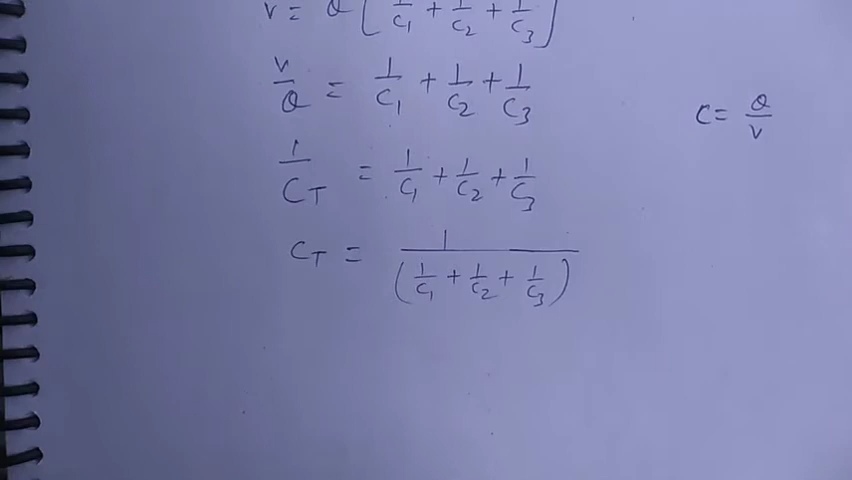 V = Q [ 1/C1 + 1/C2 + 1/C3 ]
V/Q = 1/C1 + 1/C2 + 1/C3
C = Q/V
1/CT = 1/C1 + 1/C2 + 1/C3
CT = 1/(1/C1 + 1/C2 + 1/C3)